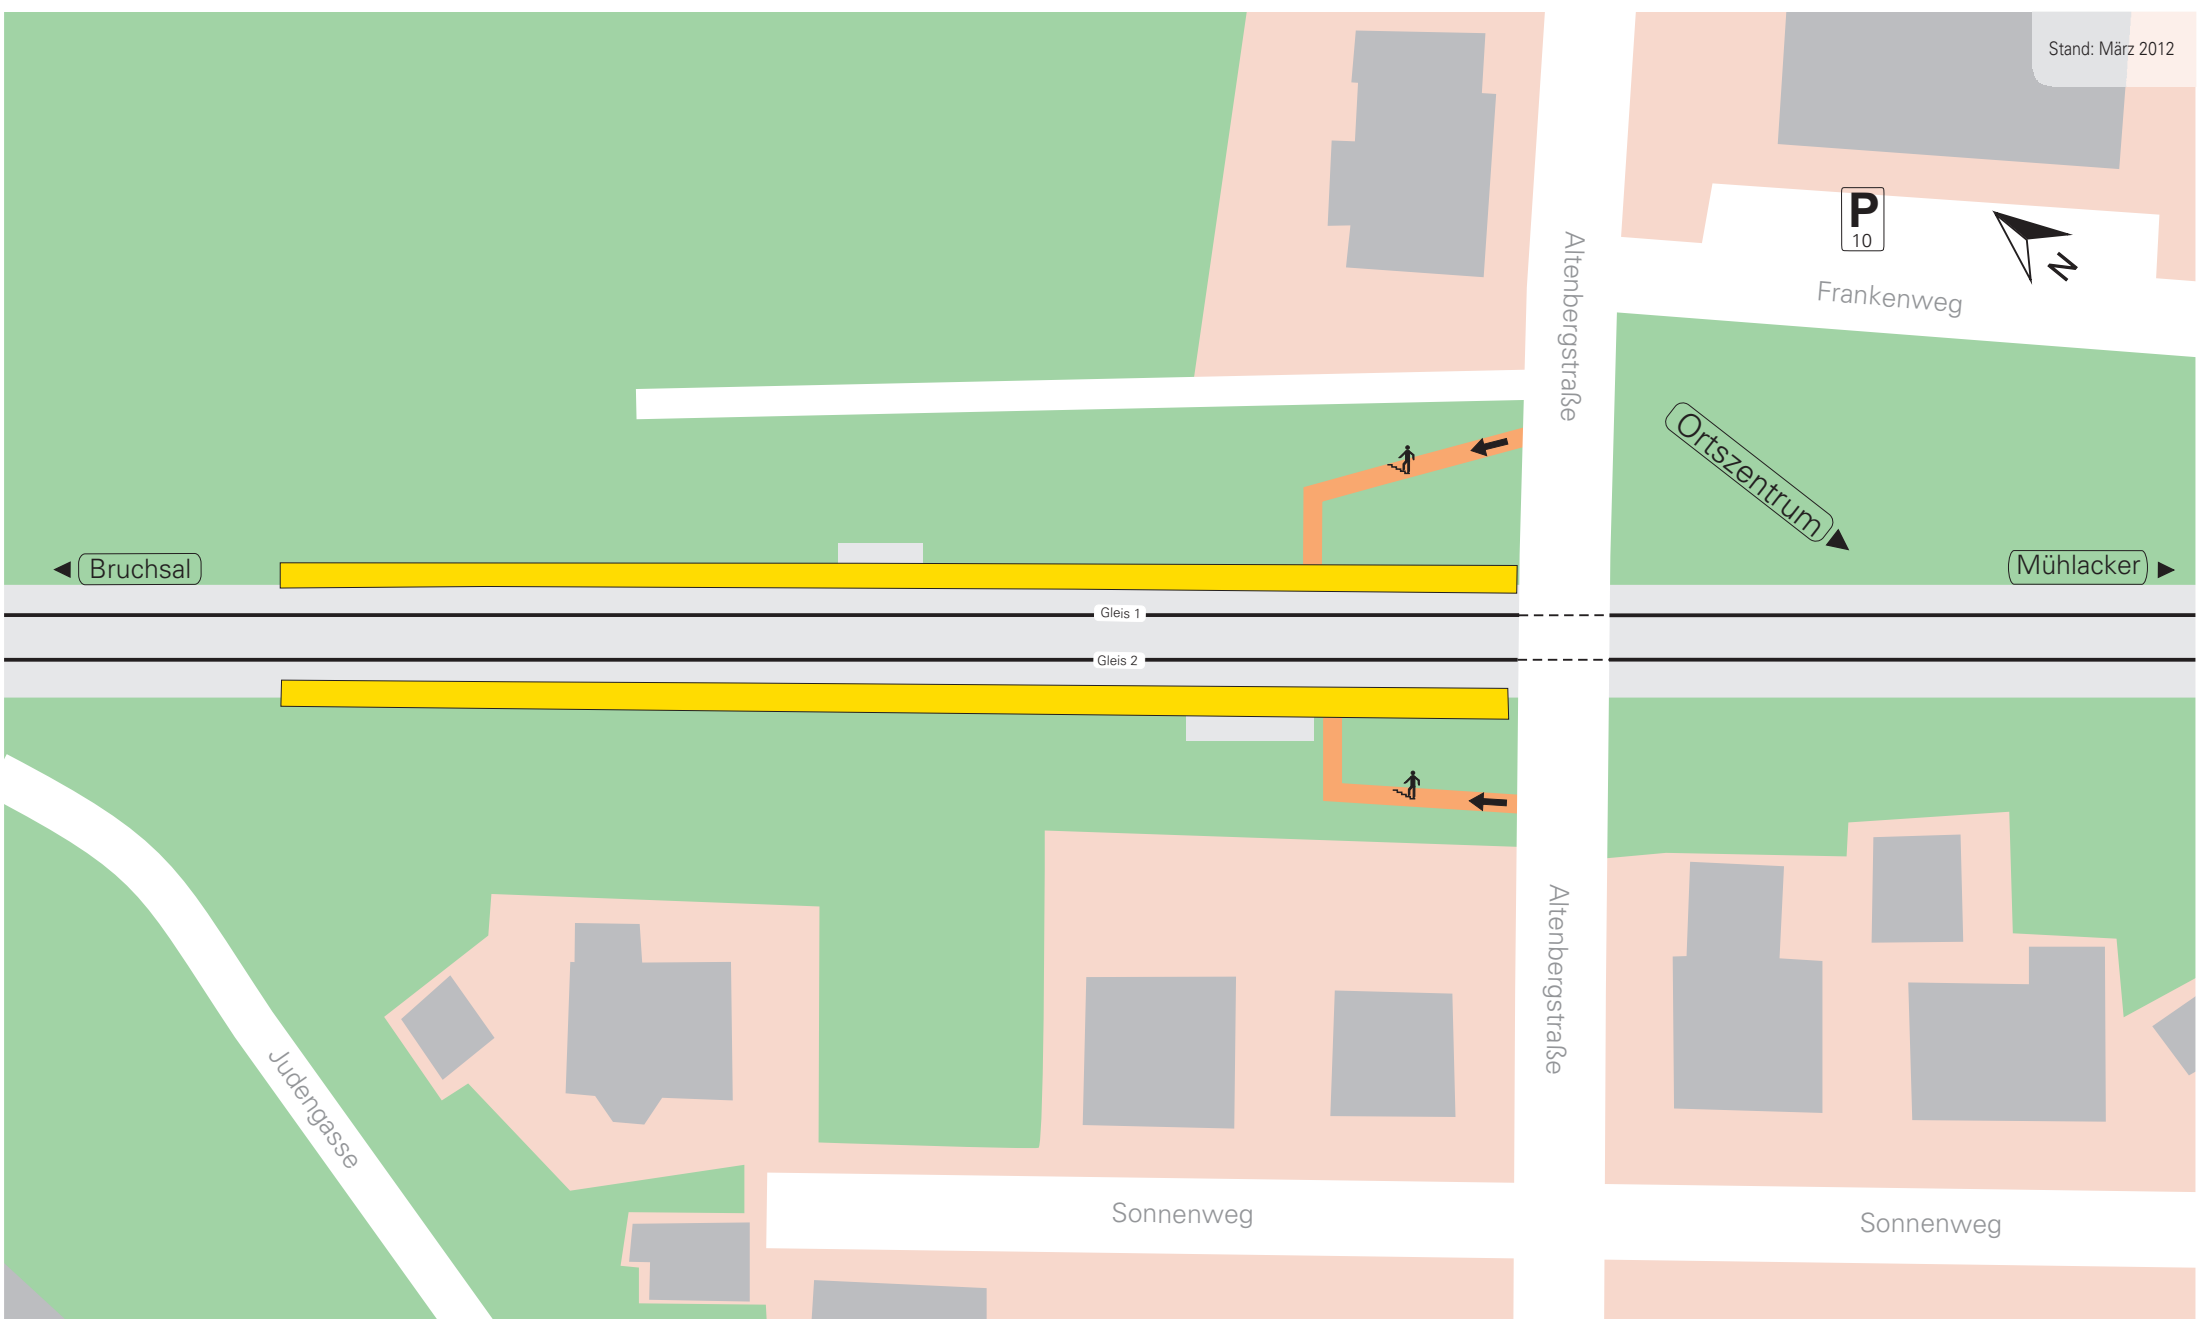 Stand: März 2012
P
10
N
Frankenweg
Altenbergstraße
Ortszentrum
Bruchsal
Mühlacker
Gleis 1
Gleis 2
Altenbergstraße
Judengasse
Sonnenweg
Sonnenweg